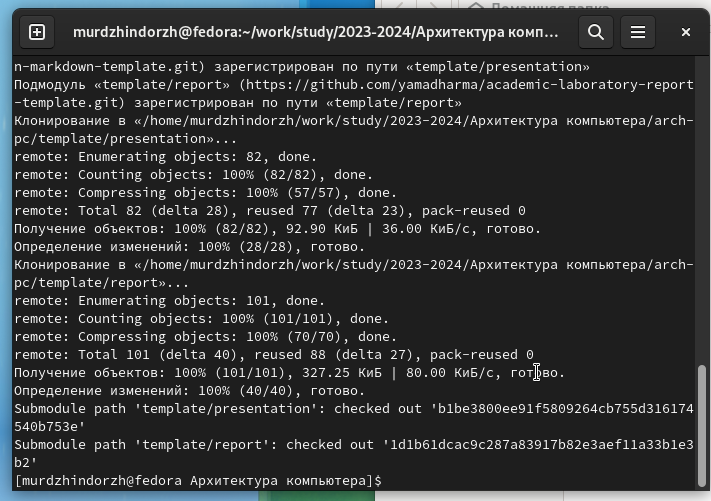 Домашняя папка
murdzhindorzh@fedora:~/work/study/2023-2024/Архитектура комп…
n-markdown-template.git) зарегистрирован по пути «template/presentation»
Подмодуль «template/report» (https://github.com/yamadharma/academic-laboratory-report
-template.git) зарегистрирован по пути «template/report»
Клонирование в «/home/murdzhindorzh/work/study/2023-2024/Архитектура компьютера/arch-
pc/template/presentation»...
remote: Enumerating objects: 82, done.
remote: Counting objects: 100% (82/82), done.
remote: Compressing objects: 100% (57/57), done.
remote: Total 82 (delta 28), reused 77 (delta 23), pack-reused 0
Получение объектов: 100% (82/82), 92.90 КиБ | 36.00 КиБ/с, готово.
Определение изменений: 100% (28/28), готово.
Клонирование в «/home/murdzhindorzh/work/study/2023-2024/Архитектура компьютера/arch-
pc/template/report»...
remote: Enumerating objects: 101, done.
remote: Counting objects: 100% (101/101), done.
remote: Compressing objects: 100% (70/70), done.
remote: Total 101 (delta 40), reused 88 (delta 27), pack-reused 0
Получение объектов: 100% (101/101), 327.25 КиБ | 80.00 КиБ/с, готово.
Определение изменений: 100% (40/40), готово.
Submodule path 'template/presentation': checked out 'b1be3800ee91f5809264cb755d316174
540b753e'
Submodule path 'template/report': checked out '1d1b61dcac9c287a83917b82e3aef11a33b1e3
b2'
[murdzhindorzh@fedora Архитектура компьютера]$